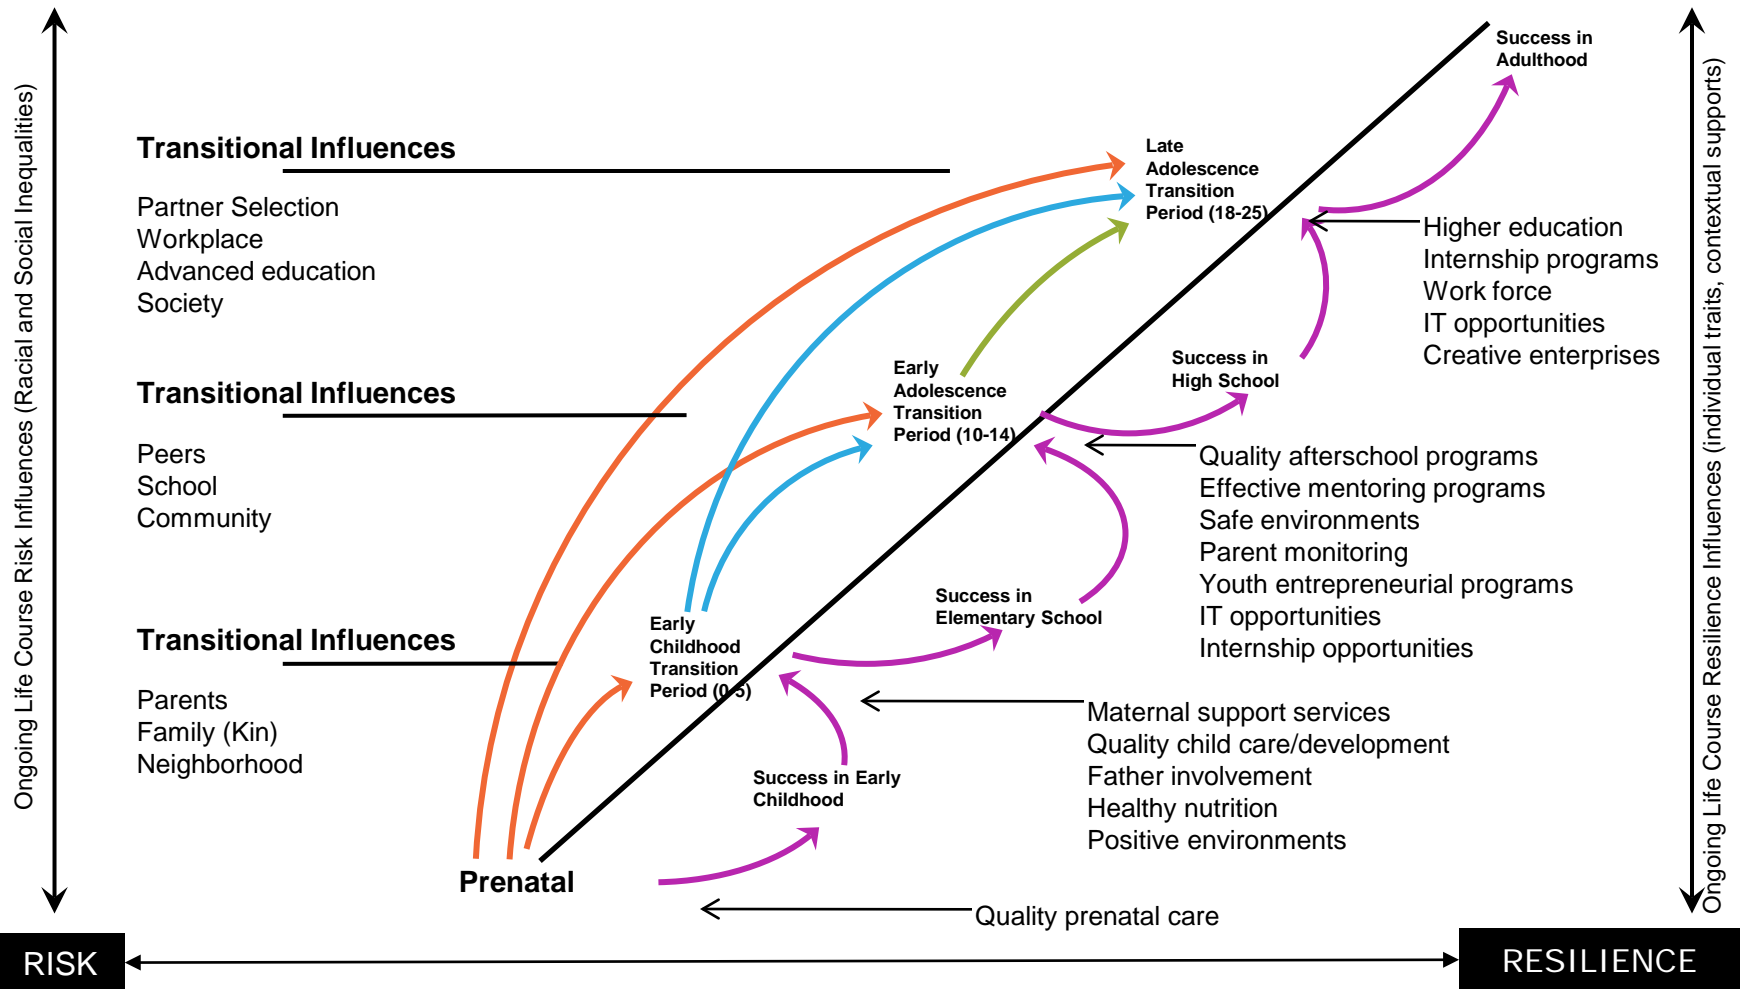 Ongoing Life Course Risk Influences (Racial and Social Inequalities)
Transitional Influences
Partner Selection
Workplace
Advanced education
Society
Transitional Influences
Peers
School
Community
Transitional Influences
Parents
Family (Kin)
Neighborhood
Prenatal
Early
Childhood
Transition
Period (0-5)
Early
Adolescence
Transition
Period (10-14)
Late
Adolescence
Transition
Period (18-25)
Success in
Adulthood
Higher education
Internship programs
Work force
IT opportunities
Creative enterprises
Success in
High School
Quality afterschool programs
Effective mentoring programs
Safe environments
Parent monitoring
Youth entrepreneurial programs
IT opportunities
Internship opportunities
Success in
Elementary School
Maternal support services
Quality child care/development
Father involvement
Healthy nutrition
Positive environments
Success in Early
Childhood
Quality prenatal care
Ongoing Life Course Resilience Influences (individual traits, contextual supports)
RISK
RESILIENCE